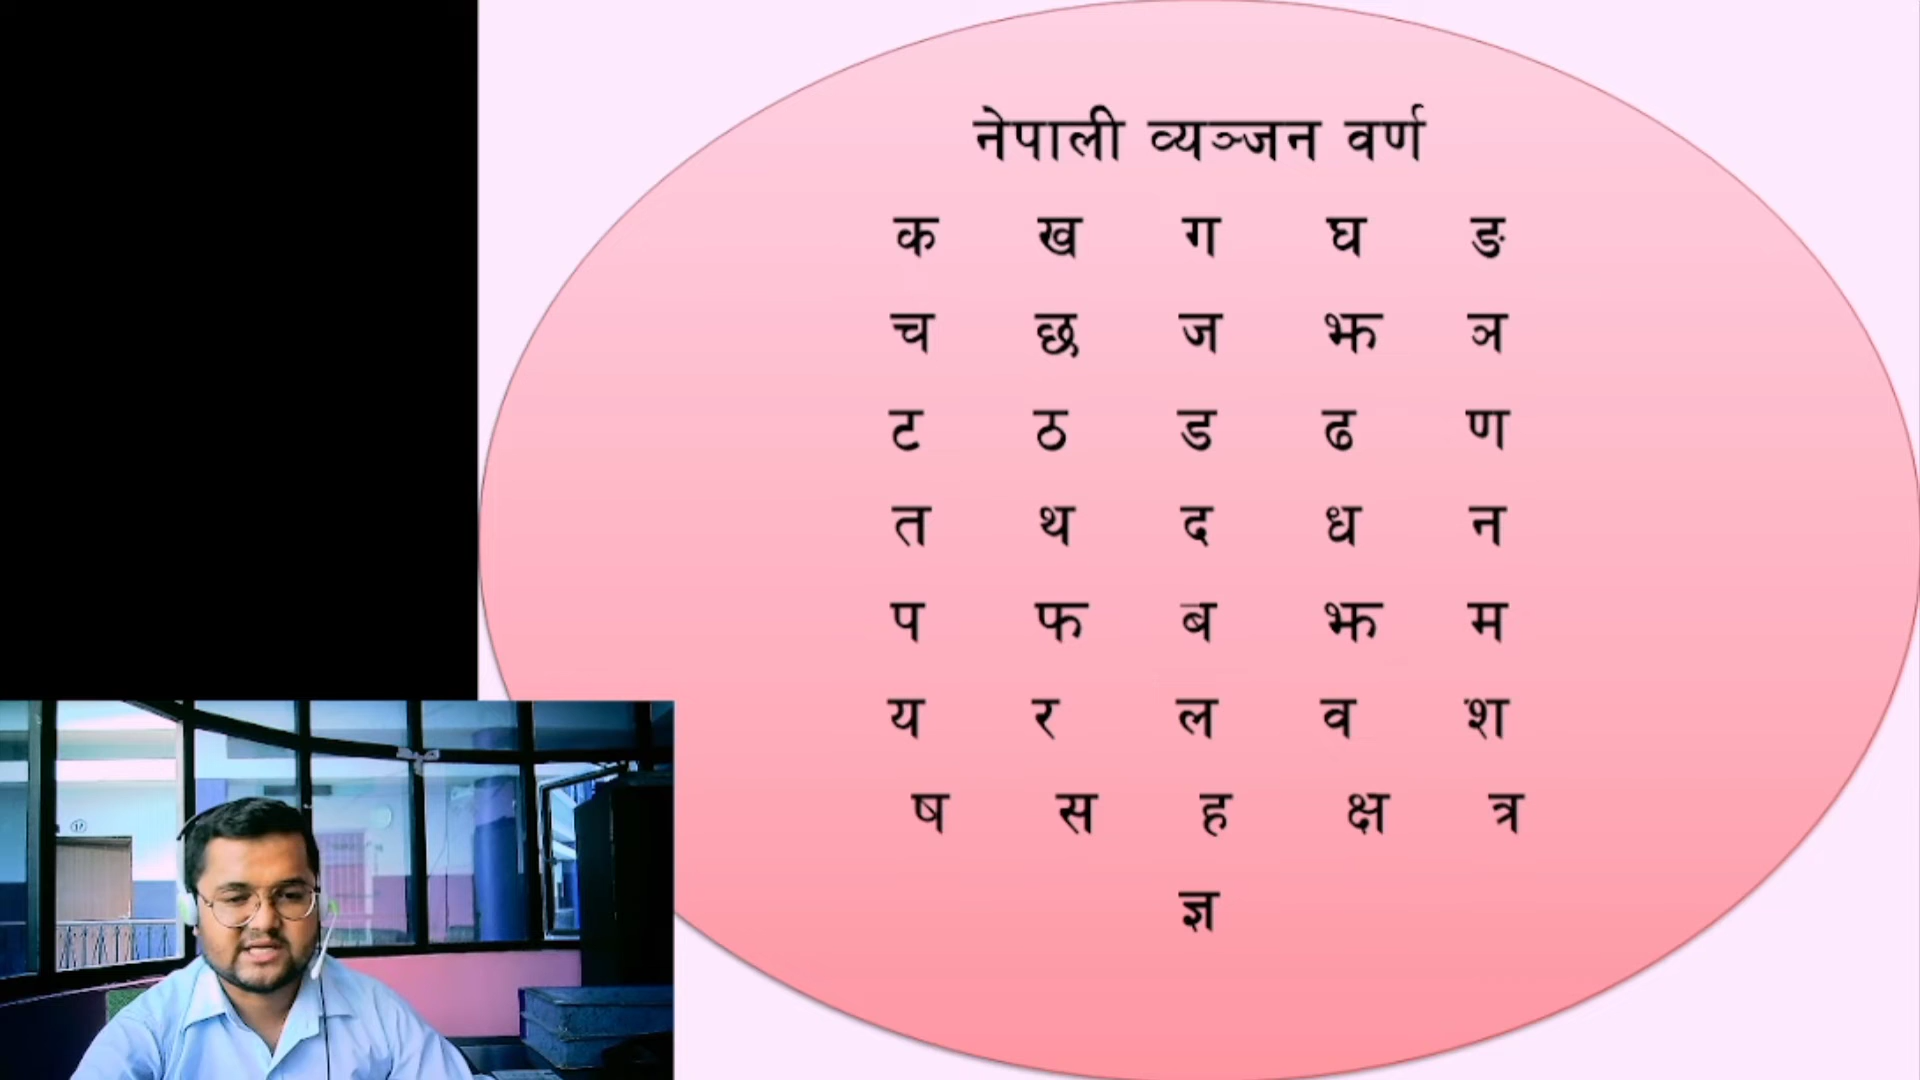 नेपाली व्यञ्जन वर्ण
क ख ग घ ङ
च छ ज झ ञ
ट ठ ड ढ ण
त थ द ध न
प फ ब झ म
य र ल व श
ष स ह क्ष त्र
ज्ञ